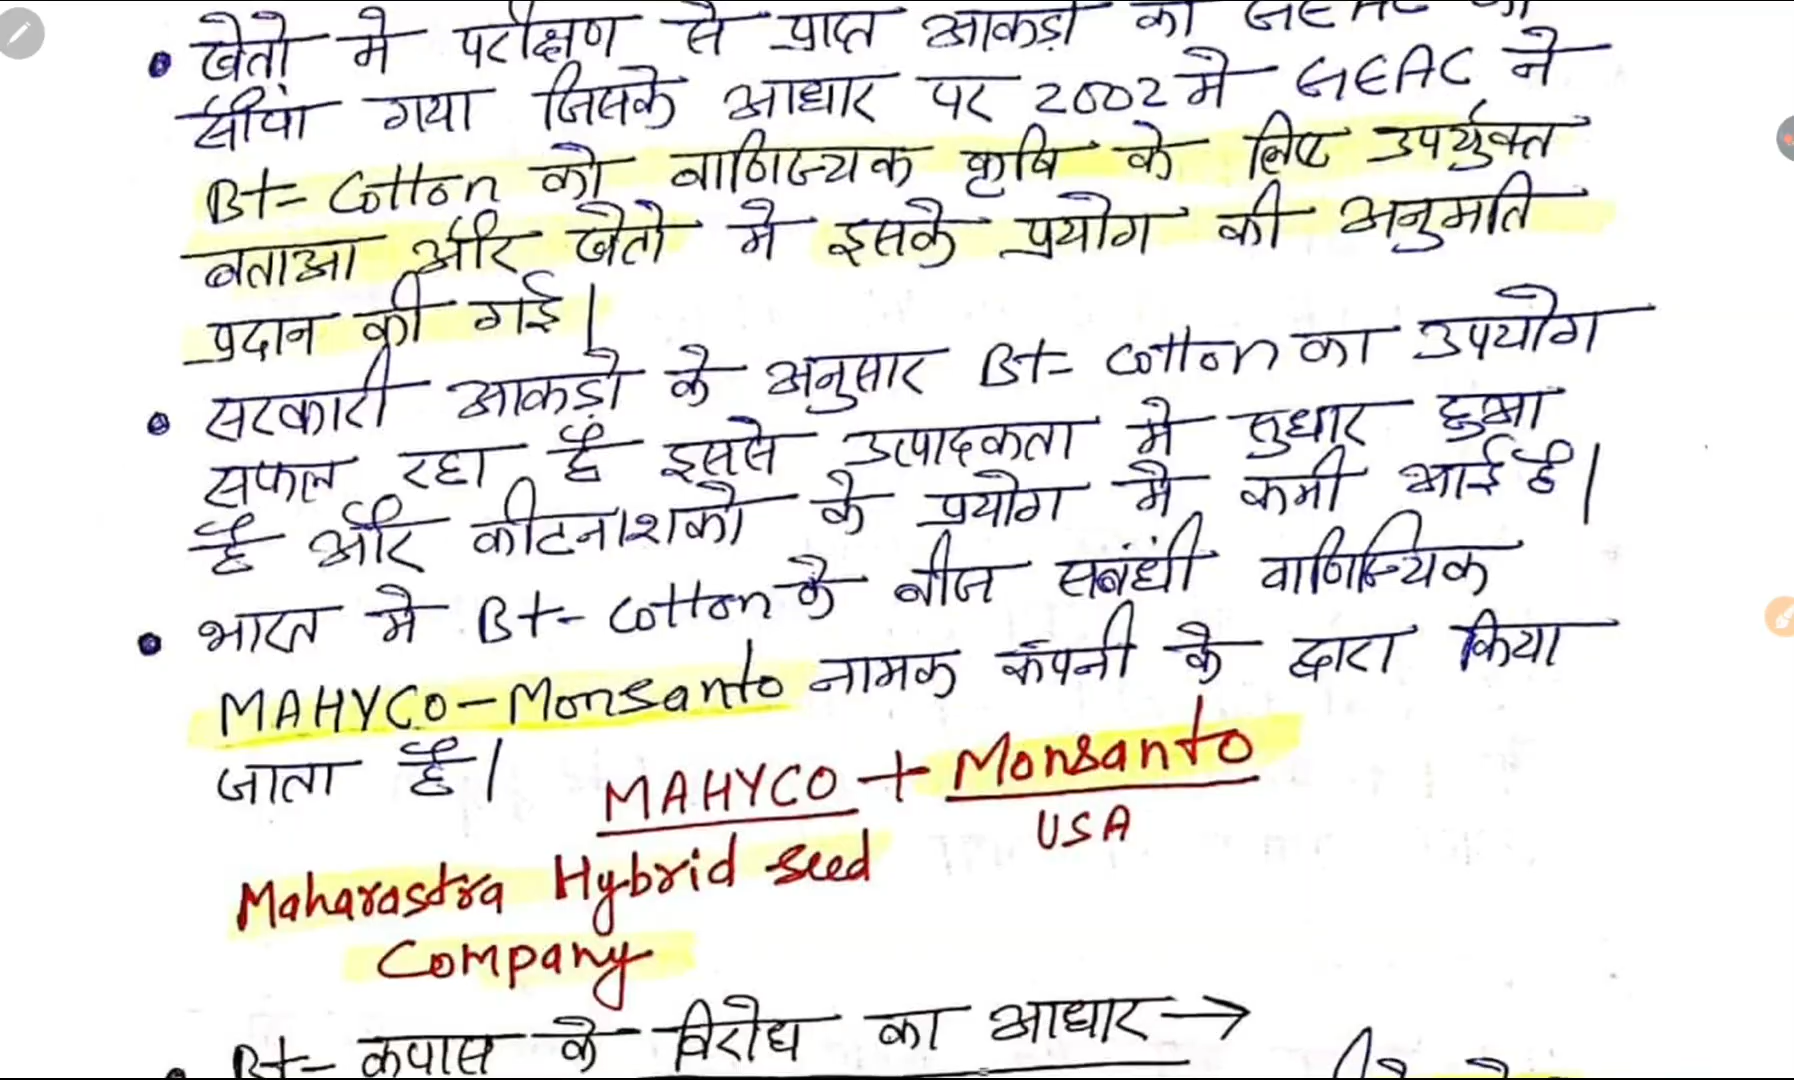 • खेतो मे परीक्षण से प्राप्त आकड़ो को GEAC को
सौपा गया जिसके आधार पर 2002 मे GEAC ने
Bt- Cotton को वाणिज्यक कृषि के लिए उपर्युक्त
बताआ और खेतो मे इसके प्रयोग की अनुमति
प्रदान की गई।
• सरकारी आकड़ो के अनुसार Bt- cotton का उपयोग
सफल रहा है इससे उत्पादकता मे सुधार हुआ
है और कीटनाशको के प्रयोग मे कमी आई है।
• भारत मे Bt- cotton के बीज सबंधी वाणिज्यिक
MAHYCO-Monsanto नामक कंपनी के द्वारा किया
जाता है।
MAHYCO + Monsanto
USA
Maharastra Hybrid seed
Company
• Bt- कपास के विरोध का आधार →